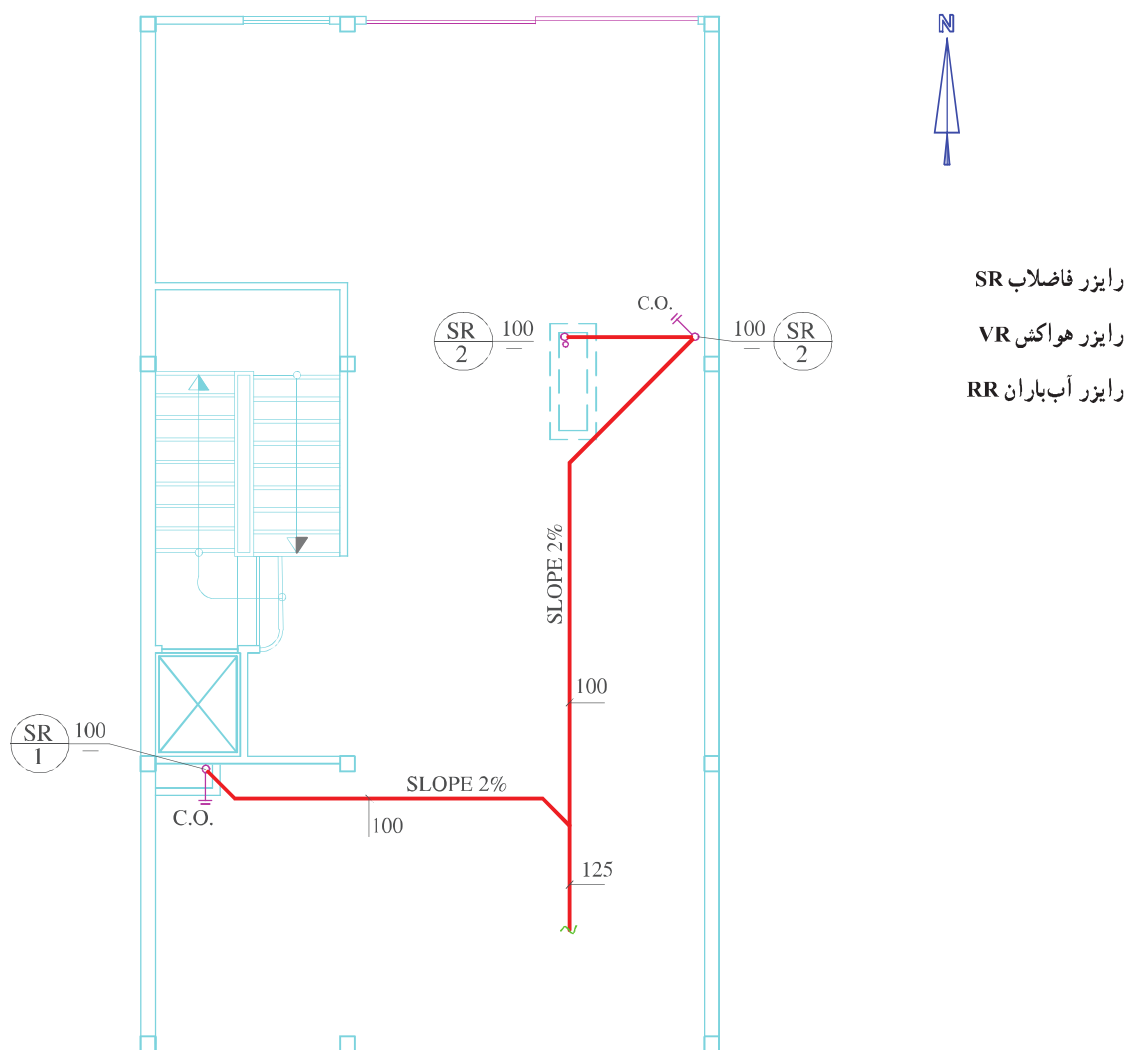 N
رایزر فاضلاب SR
رایزر هواکش VR
رایزر آب‌باران RR
C.O.
SR
2
100
100
SR
2
SLOPE 2%
100
SR
1
100
SLOPE 2%
C.O.
100
125